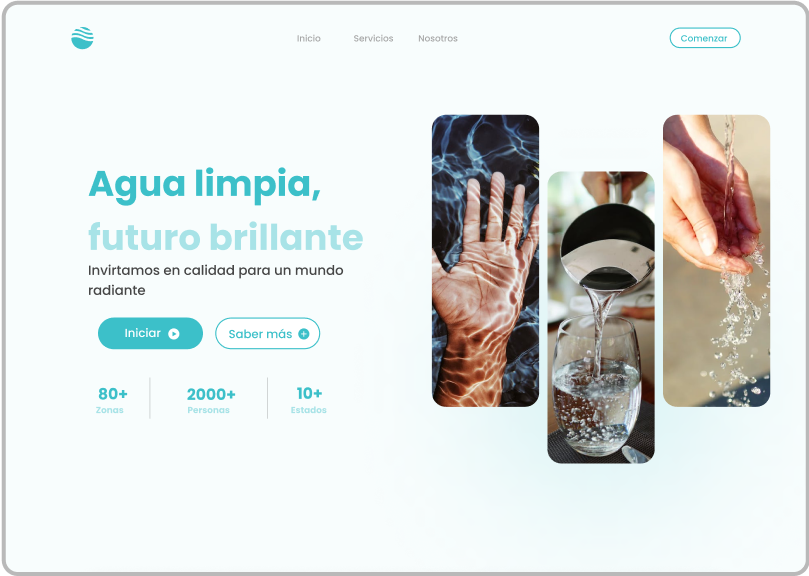 Inicio
Servicios
Nosotros
Comenzar
Agua limpia,
futuro brillante
Invirtamos en calidad para un mundo
radiante
Iniciar
Saber más
80+
Zonas
2000+
Personas
10+
Estados